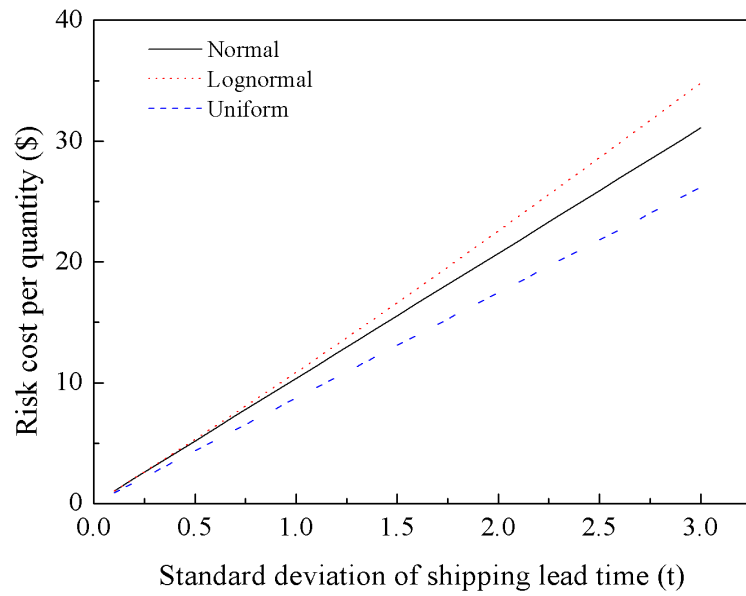 40
Normal
Lognormal
Uniform
30
20
10
0
Risk cost per quantity ($)
0.0 0.5 1.0 1.5 2.0 2.5 3.0
Standard deviation of shipping lead time (t)